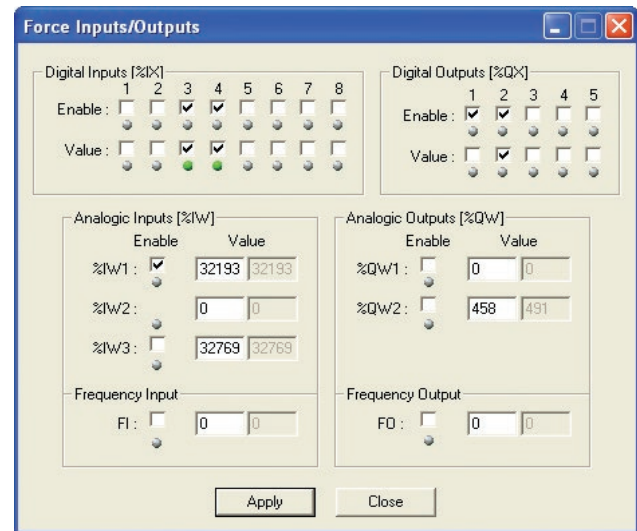 Force Inputs/Outputs
Digital Inputs [%IX]
1 2 3 4 5 6 7 8
Enable :
Value :
Digital Outputs [%QX]
1 2 3 4 5
Enable :
Value :
Analogic Inputs [%IW]
Enable Value
%IW1 : 32193 32193
%IW2 : 0 0
%IW3 : 32769 32769
Frequency Input
FI : 0 0
Analogic Outputs [%QW]
Enable Value
%QW1 : 0 0
%QW2 : 458 491
Frequency Output
FO : 0 0
Apply Close